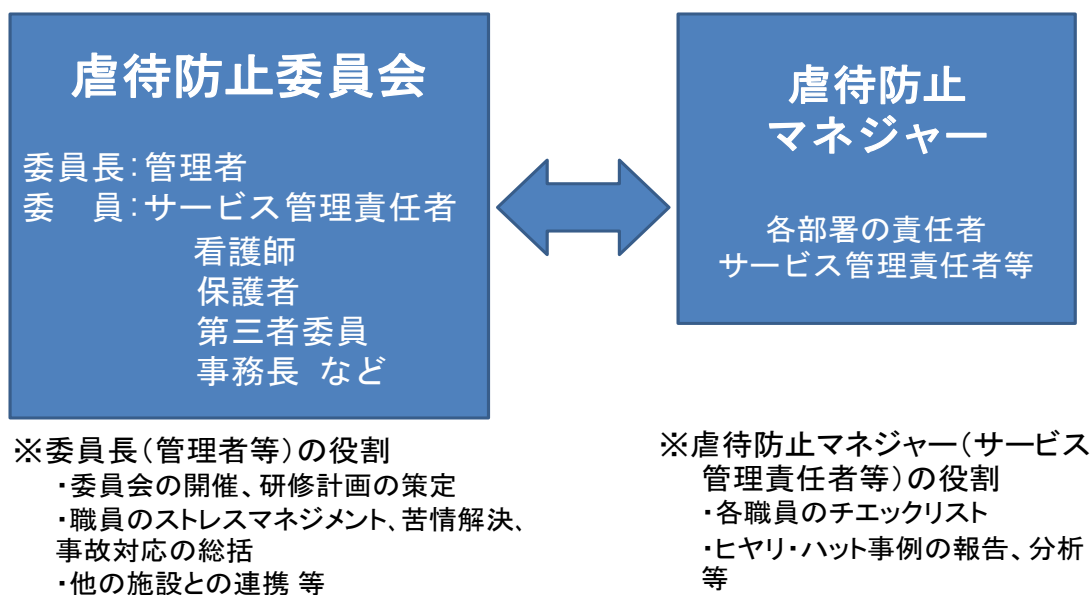 虐待防止委員会
委員長：管理者
委　員：サービス管理責任者
看護師
保護者
第三者委員
事務長 など
虐待防止
マネジャー
各部署の責任者
サービス管理責任者等
※委員長（管理者等）の役割
・委員会の開催、研修計画の策定
・職員のストレスマネジメント、苦情解決、
事故対応の総括
・他の施設との連携 等
※虐待防止マネジャー（サービス
管理責任者等）の役割
・各職員のチエックリスト
・ヒヤリ・ハット事例の報告、分析
等